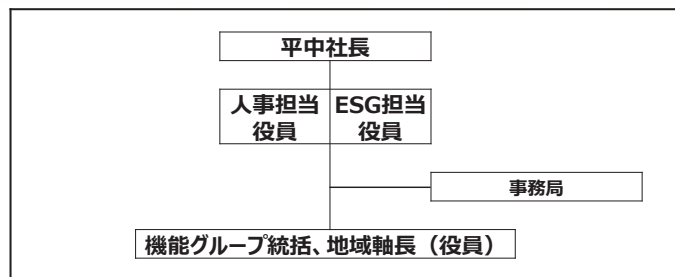 平中社長
人事担当
役員
ESG担当
役員
事務局
機能グループ統括、地域軸長（役員）